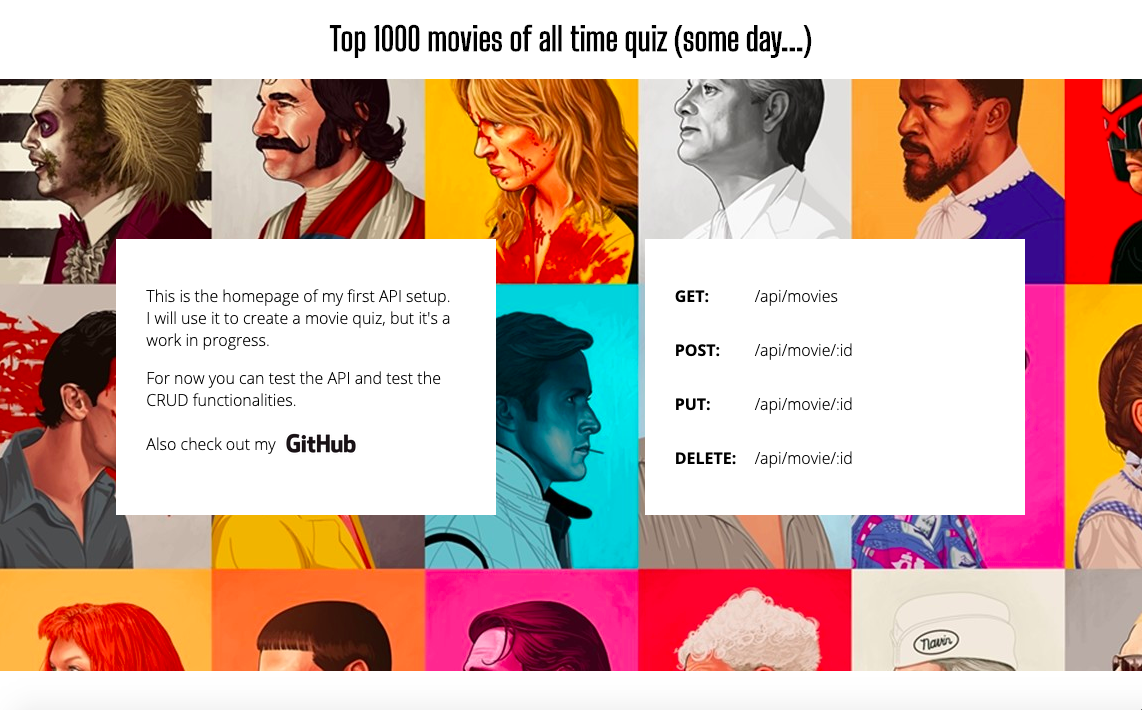 Top 1000 movies of all time quiz (some day...)
This is the homepage of my first API setup.
I will use it to create a movie quiz, but it's a
work in progress.
For now you can test the API and test the
CRUD functionalities.
Also check out my GitHub
GET: /api/movies
POST: /api/movie/:id
PUT: /api/movie/:id
DELETE: /api/movie/:id
Navin